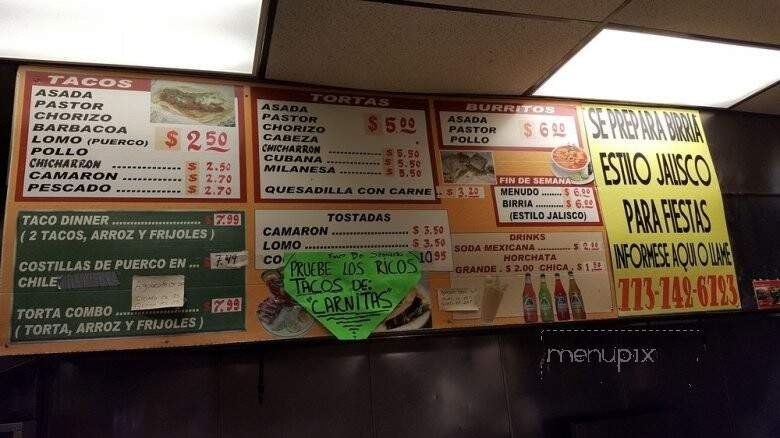 TACOS
ASADA
PASTOR
CHORIZO
BARBACOA
LOMO (PUERCO)
POLLO
$ 2.50
CHICHARRON ............ $ 2.50
CAMARON ............ $ 2.70
PESCADO ............ $ 2.70
TACO DINNER ............ $ 7.99
( 2 TACOS, ARROZ Y FRIJOLES )
COSTILLAS DE PUERCO EN ... 7.49
CHILE
TORTA COMBO ............ $ 7.99
(TORTA, ARROZ Y FRIJOLES)
TORTAS
ASADA
PASTOR
CHORIZO
CABEZA
$ 5.00
CHICHARRON ............ $ 5.50
CUBANA ............ $ 5.50
MILANESA ............ $ 5.50
QUESADILLA CON CARNE ... $ 3.20
TOSTADAS
CAMARON ............ $ 3.50
LOMO ............ $ 3.50
CO 10.95
FIN DE SEMANA
PRUEBE LOS RICOS
TACOS DE:
"CARNITAS"
BURRITOS
ASADA
PASTOR
POLLO
$ 6.00
FIN DE SEMANA
MENUDO ........ $ 6.00
BIRRIA ........ $ 6.00
(ESTILO JALISCO)
DRINKS
SODA MEXICANA ............ $ 2.00
HORCHATA
GRANDE . $ 2.00 CHICA . $ 1.50
SE PREPARA BIRRIA
ESTILO JALISCO
PARA FIESTAS
INFORMESE AQUI O LLAME
773-742-6723
menupix